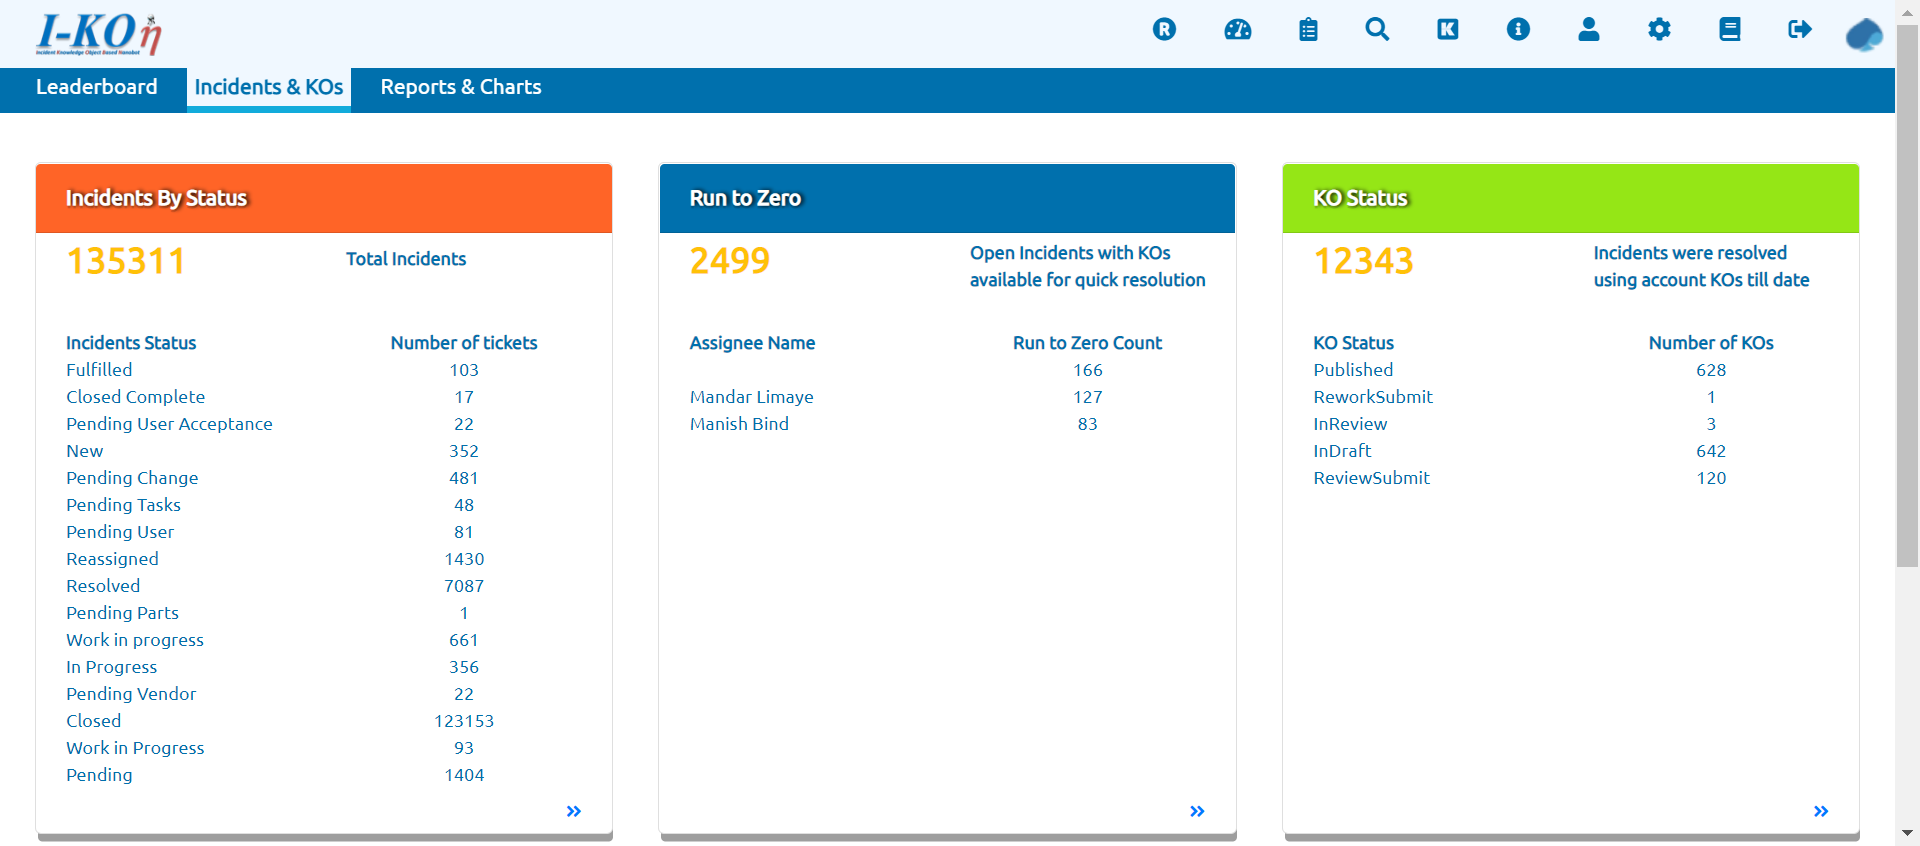 I-KO η
Incident Knowledge Object Based Nanobot
Leaderboard
Incidents & KOs
Reports & Charts
Incidents By Status
135311
Total Incidents
Incidents Status Number of tickets
Fulfilled 103
Closed Complete 17
Pending User Acceptance 22
New 352
Pending Change 481
Pending Tasks 48
Pending User 81
Reassigned 1430
Resolved 7087
Pending Parts 1
Work in progress 661
In Progress 356
Pending Vendor 22
Closed 123153
Work in Progress 93
Pending 1404
Run to Zero
2499
Open Incidents with KOs
available for quick resolution
Assignee Name Run to Zero Count
166
Mandar Limaye 127
Manish Bind 83
KO Status
12343
Incidents were resolved
using account KOs till date
KO Status Number of KOs
Published 628
ReworkSubmit 1
InReview 3
InDraft 642
ReviewSubmit 120